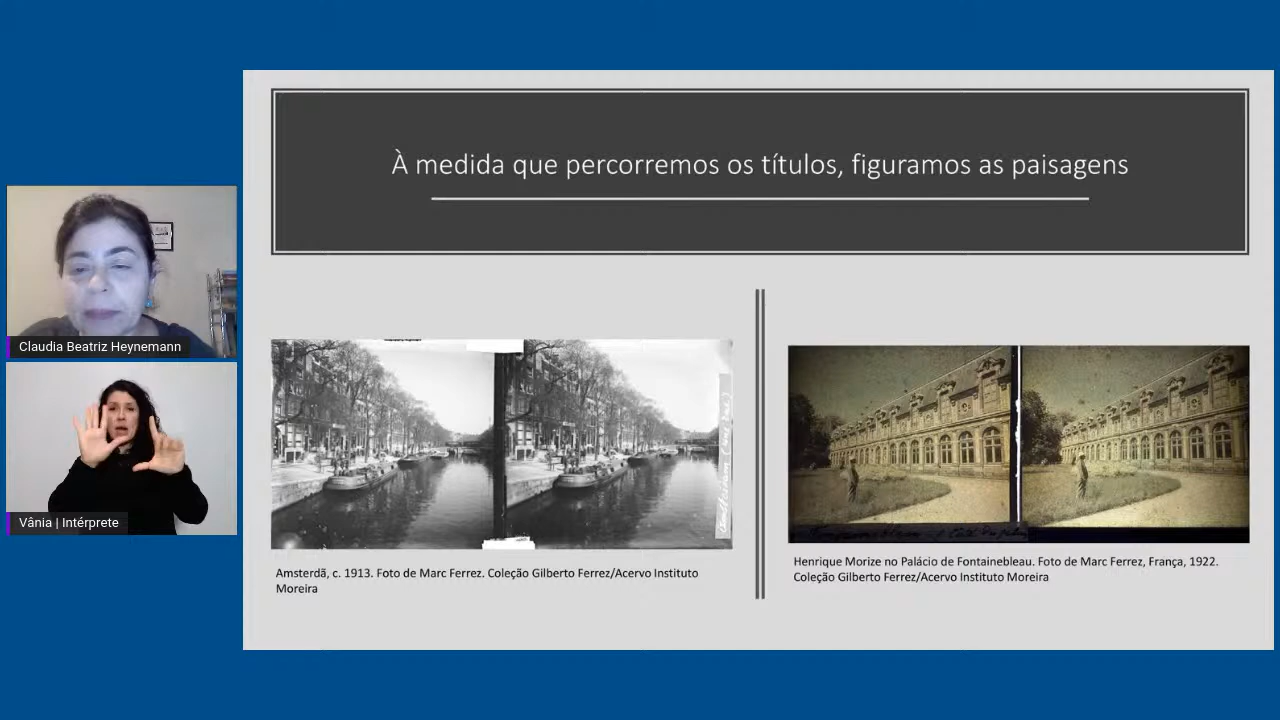 À medida que percorremos os títulos, figuramos as paisagens
Claudia Beatriz Heynemann
Vânia | Intérprete
Amsterdã, c. 1913. Foto de Marc Ferrez. Coleção Gilberto Ferrez/Acervo Instituto
Moreira
Henrique Morize no Palácio de Fontainebleau. Foto de Marc Ferrez, França, 1922.
Coleção Gilberto Ferrez/Acervo Instituto Moreira